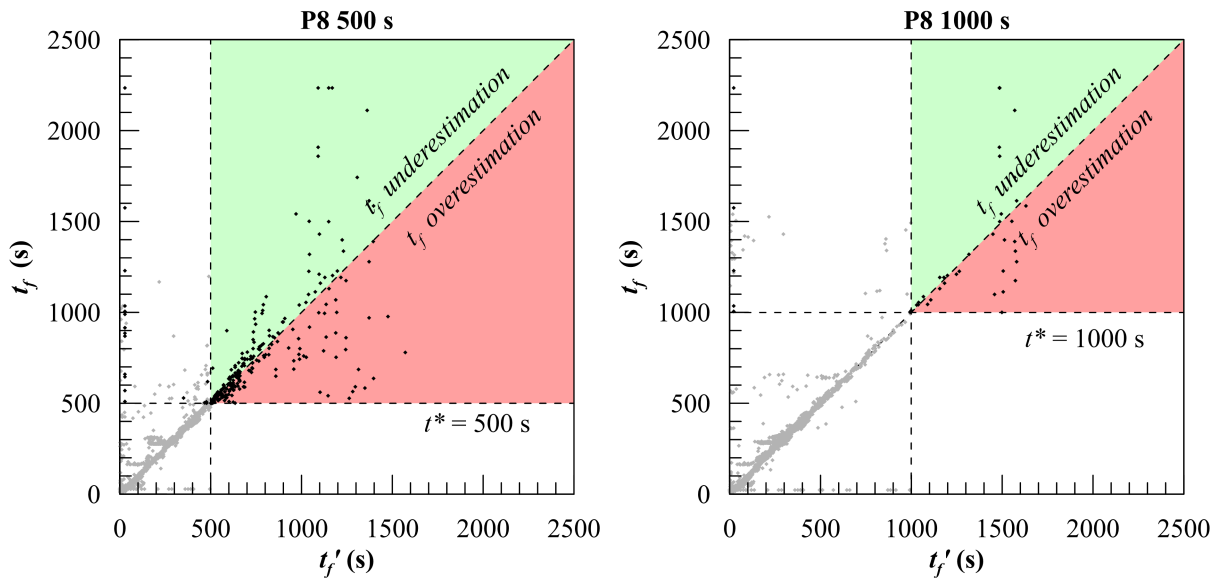 P8 500 s
2500
2000
1500
1000
500
0
t_f (s)
t_f underestimation
t_f overestimation
t* = 500 s
0 500 1000 1500 2000 2500
t_f′ (s)
P8 1000 s
2500
2000
1500
1000
500
0
t_f (s)
t_f underestimation
t_f overestimation
t* = 1000 s
0 500 1000 1500 2000 2500
t_f′ (s)